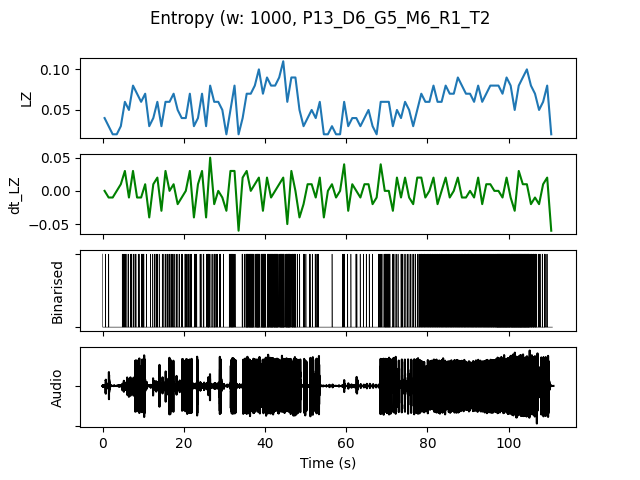 Entropy (w: 1000, P13_D6_G5_M6_R1_T2
0.10
0.05
LZ
0.05
0.00
−0.05
dt_LZ
Binarised
Audio
0 20 40 60 80 100
Time (s)